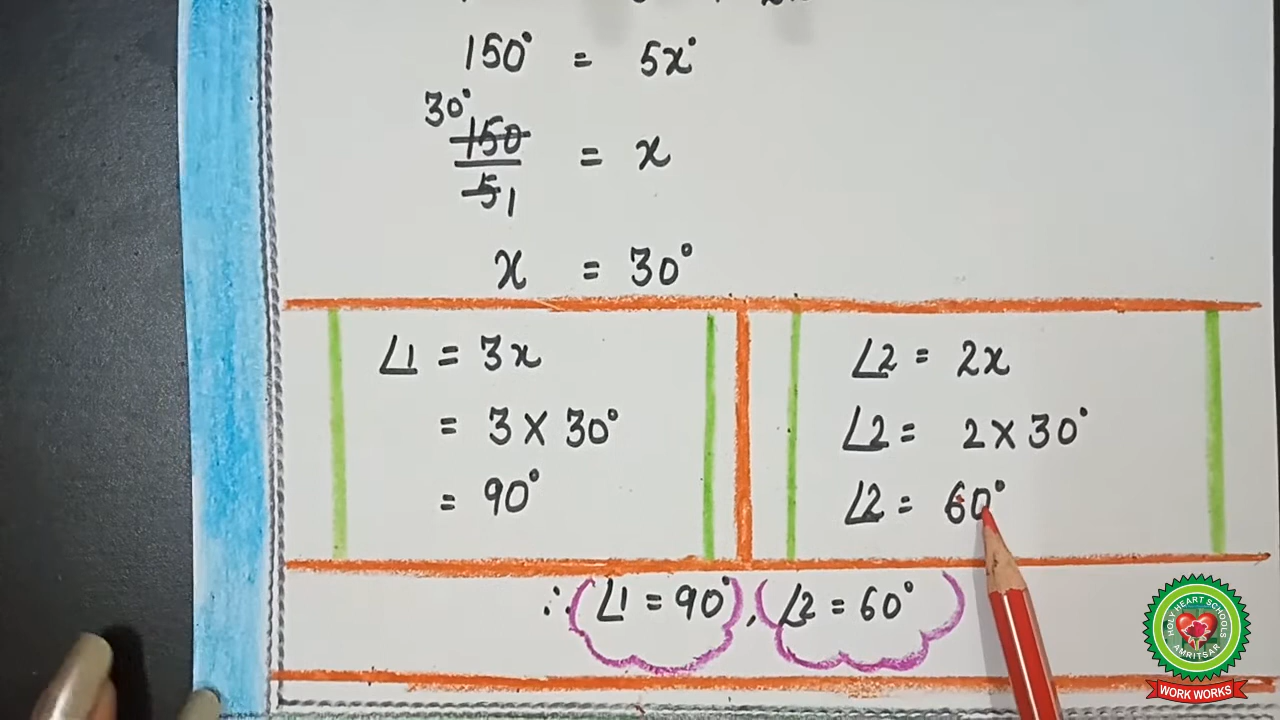 150° = 5x°
30°
150
= x
5 1
x = 30°
∠1 = 3x
= 3 × 30°
= 90°
∠2 = 2x
∠2 = 2 × 30°
∠2 = 60°
∴ ∠1 = 90°, ∠2 = 60°
HOLY HEART SCHOOLS
AMRITSAR
WORK WORKS